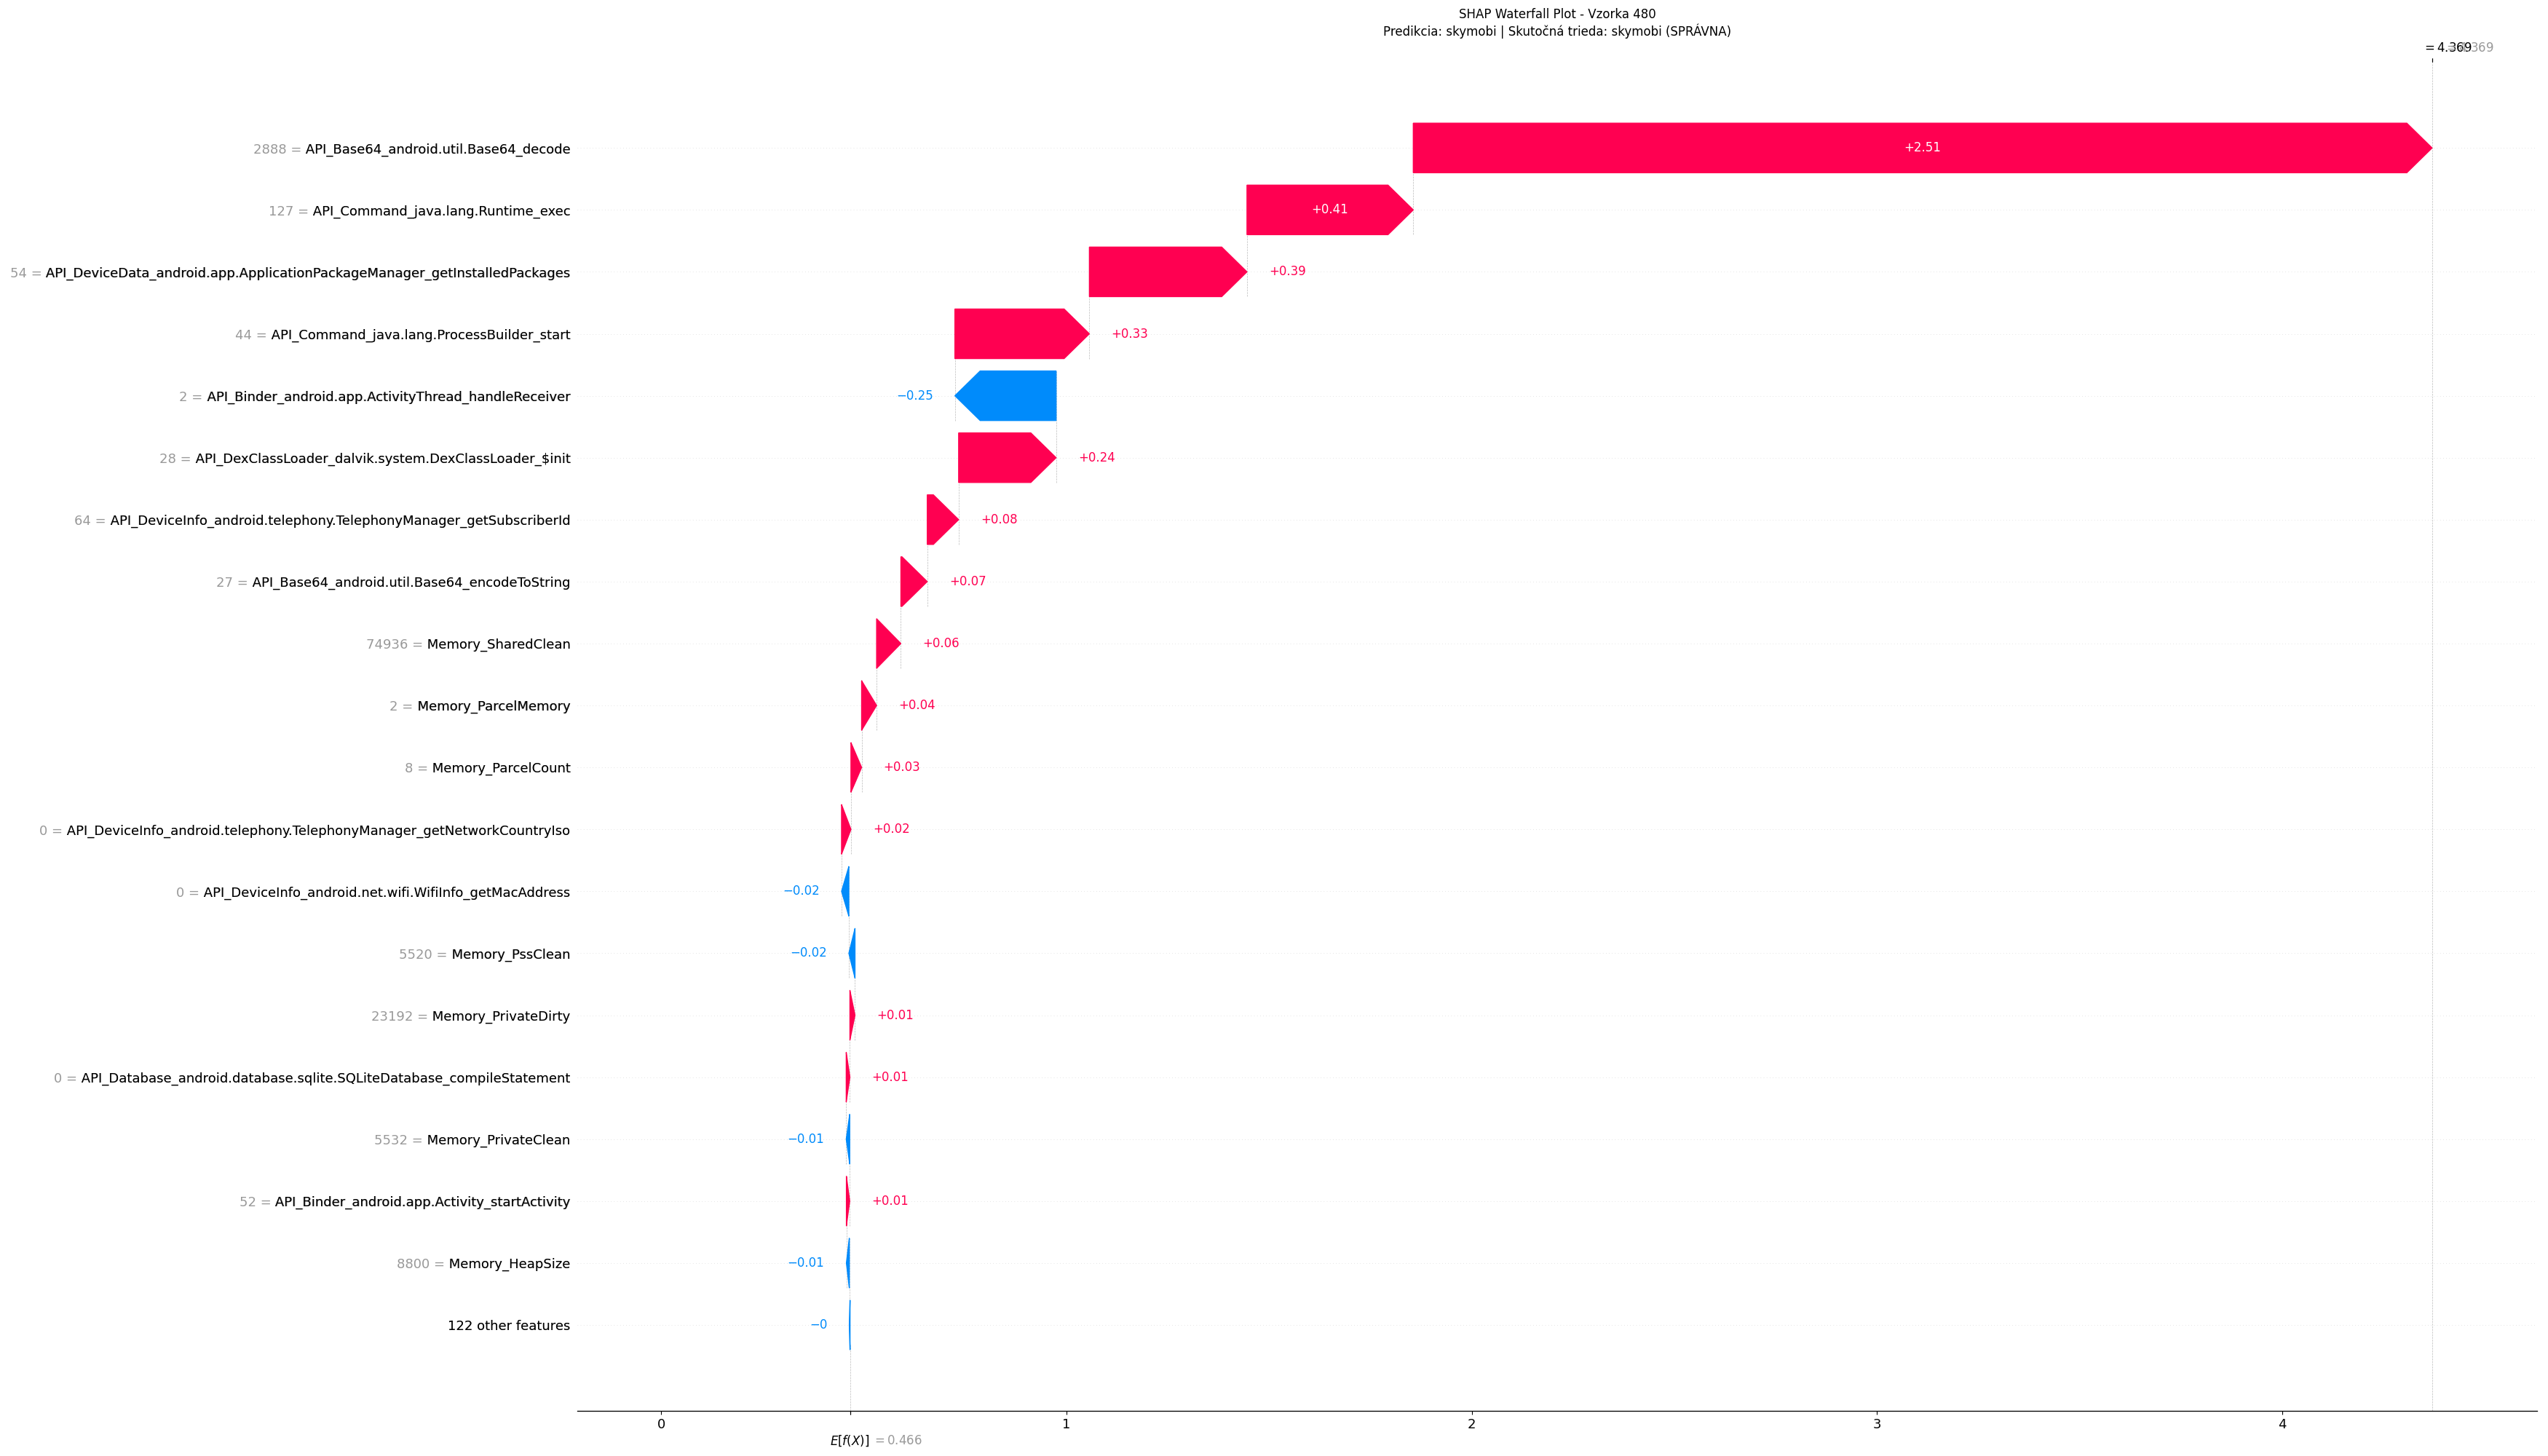 SHAP Waterfall Plot - Vzorka 480
Predikcia: skymobi | Skutočná trieda: skymobi (SPRÁVNA)
= 4.369
2888 = API_Base64_android.util.Base64_decode +2.51
127 = API_Command_java.lang.Runtime_exec +0.41
54 = API_DeviceData_android.app.ApplicationPackageManager_getInstalledPackages +0.39
44 = API_Command_java.lang.ProcessBuilder_start +0.33
2 = API_Binder_android.app.ActivityThread_handleReceiver −0.25
28 = API_DexClassLoader_dalvik.system.DexClassLoader_$init +0.24
64 = API_DeviceInfo_android.telephony.TelephonyManager_getSubscriberId +0.08
27 = API_Base64_android.util.Base64_encodeToString +0.07
74936 = Memory_SharedClean +0.06
2 = Memory_ParcelMemory +0.04
8 = Memory_ParcelCount +0.03
0 = API_DeviceInfo_android.telephony.TelephonyManager_getNetworkCountryIso +0.02
0 = API_DeviceInfo_android.net.wifi.WifiInfo_getMacAddress −0.02
5520 = Memory_PssClean −0.02
23192 = Memory_PrivateDirty +0.01
0 = API_Database_android.database.sqlite.SQLiteDatabase_compileStatement +0.01
5532 = Memory_PrivateClean −0.01
52 = API_Binder_android.app.Activity_startActivity +0.01
8800 = Memory_HeapSize −0.01
122 other features −0
0 1 2 3 4
E[f(X)] = 0.466